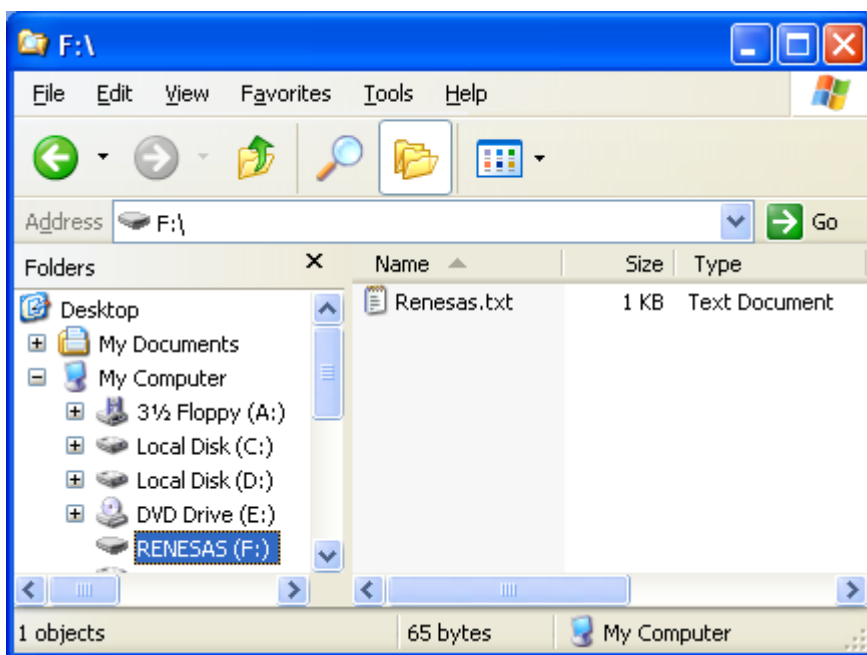 F:\
File Edit View Favorites Tools Help
Address F:\ Go
Folders
Name Size Type
Desktop
Renesas.txt 1 KB Text Document
My Documents
My Computer
3½ Floppy (A:)
Local Disk (C:)
Local Disk (D:)
DVD Drive (E:)
RENESAS (F:)
1 objects 65 bytes My Computer